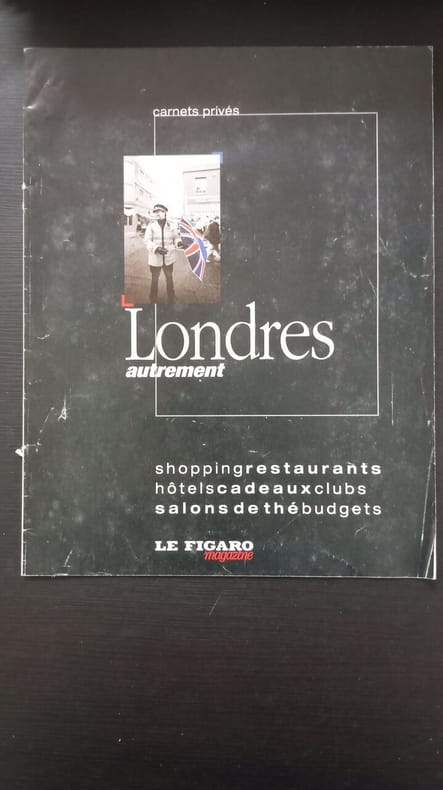 carnets privés
Londres
autrement
shoppingrestaurants
hôtelscadeauxclubs
salonsdethébudgets
LE FIGARO
magazine